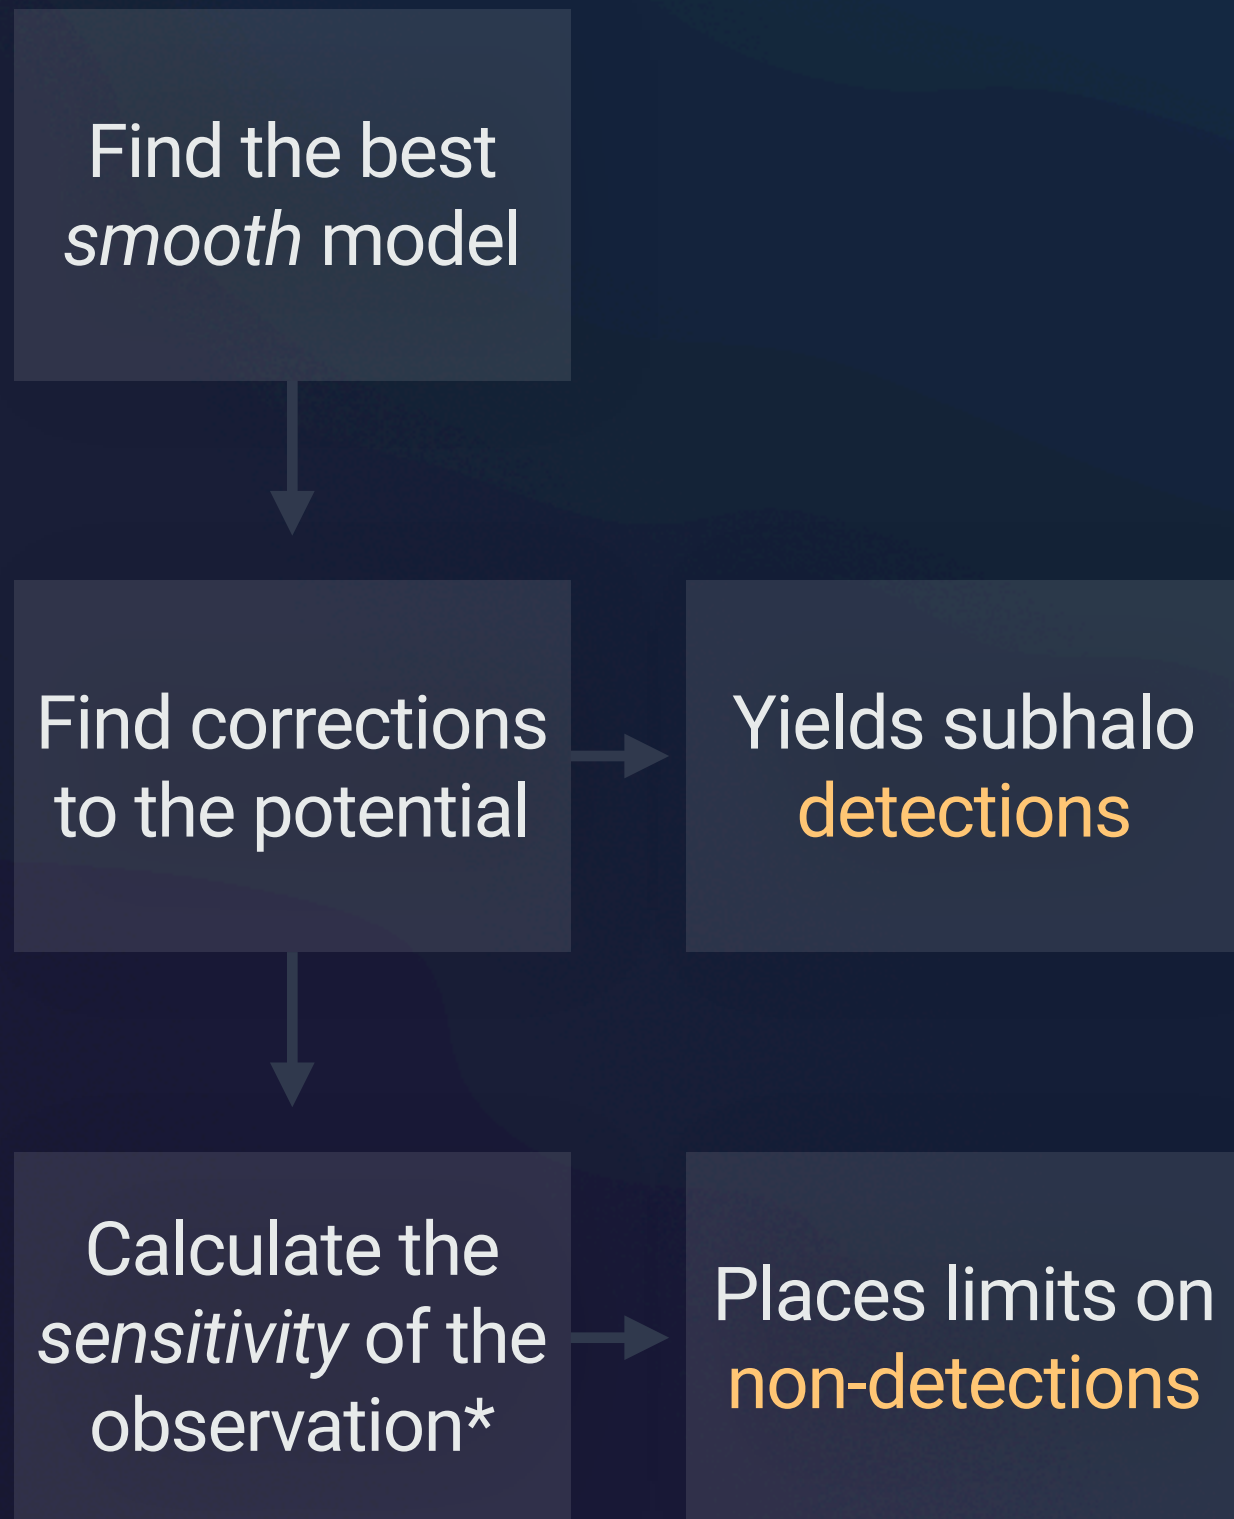 Find the best
smooth model
Find corrections
to the potential
Yields subhalo
detections
Calculate the
sensitivity of the
observation*
Places limits on
non-detections